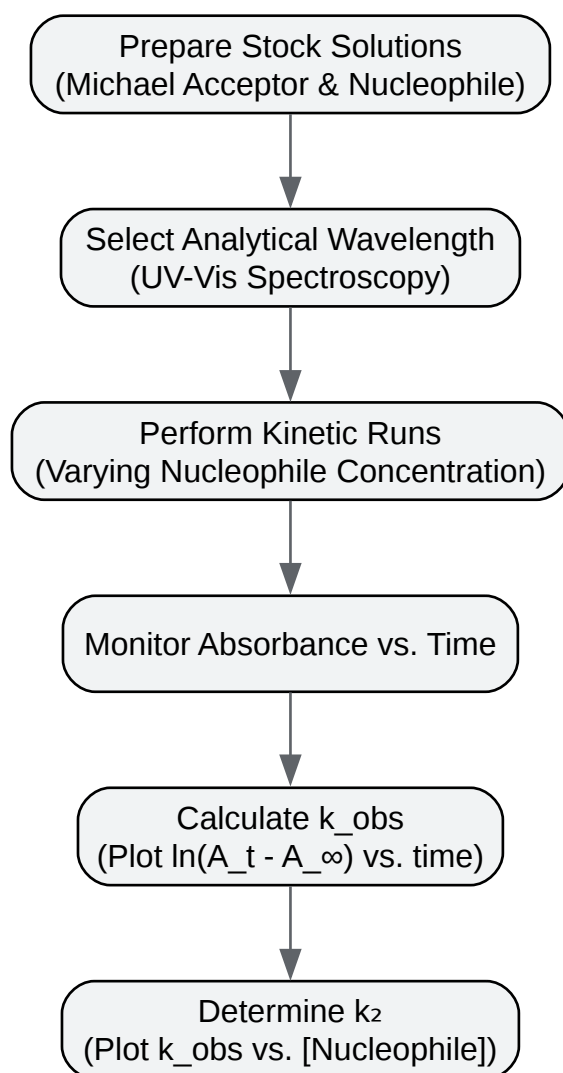 Prepare Stock Solutions
(Michael Acceptor & Nucleophile)
Select Analytical Wavelength
(UV-Vis Spectroscopy)
Perform Kinetic Runs
(Varying Nucleophile Concentration)
Monitor Absorbance vs. Time
Calculate k_obs
(Plot ln(A_t - A_∞) vs. time)
Determine k₂
(Plot k_obs vs. [Nucleophile])